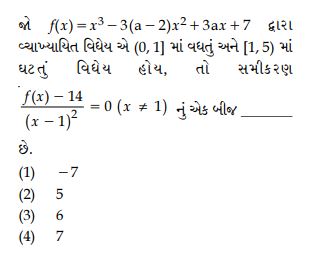 જો f(x) = x³ – 3(a – 2)x² + 3ax + 7 દ્વારા
વ્યાખ્યાયિત વિધેય એ (0, 1] માં વધતું અને [1, 5) માં
ઘટતું વિધેય હોય, તો સમીકરણ
(f(x) – 14)/(x – 1)² = 0 (x ≠ 1) નું એક બીજ ________
છે.
(1) – 7
(2) 5
(3) 6
(4) 7